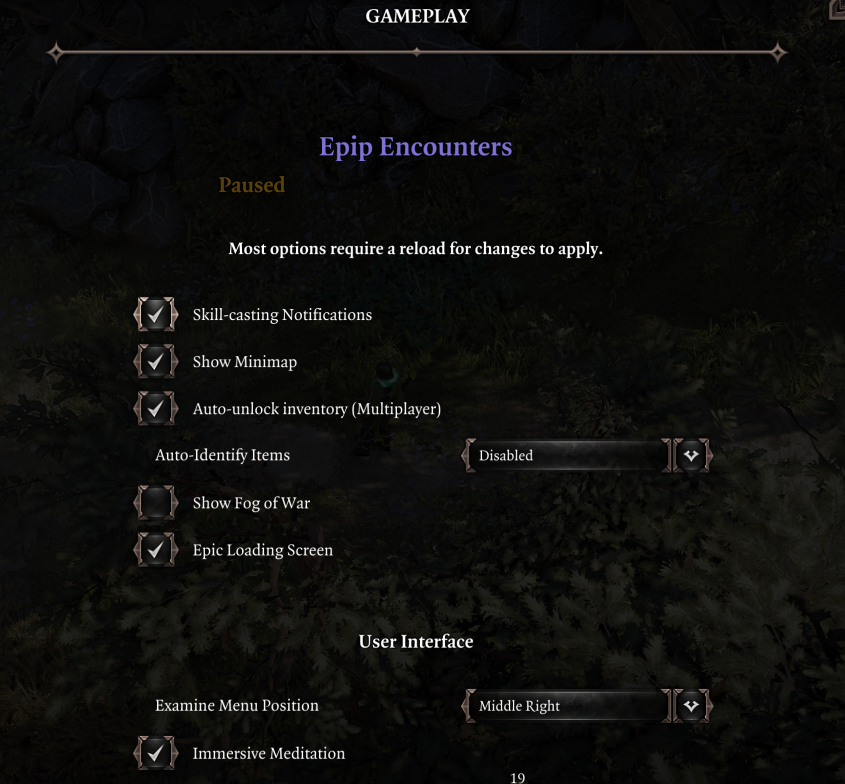 GAMEPLAY
Epip Encounters
Paused
Most options require a reload for changes to apply.
Skill-casting Notifications
Show Minimap
Auto-unlock inventory (Multiplayer)
Auto-Identify Items Disabled
Show Fog of War
Epic Loading Screen
User Interface
Examine Menu Position Middle Right
Immersive Meditation
19